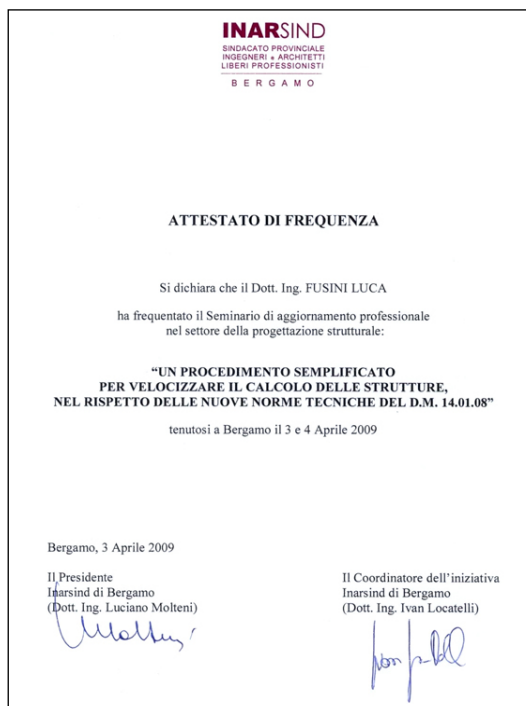 INARSIND
SINDACATO PROVINCIALE
INGEGNERI e ARCHITETTI
LIBERI PROFESSIONISTI
BERGAMO
ATTESTATO DI FREQUENZA
Si dichiara che il Dott. Ing. FUSINI LUCA
ha frequentato il Seminario di aggiornamento professionale
nel settore della progettazione strutturale:
“UN PROCEDIMENTO SEMPLIFICATO
PER VELOCIZZARE IL CALCOLO DELLE STRUTTURE,
NEL RISPETTO DELLE NUOVE NORME TECNICHE DEL D.M. 14.01.08”
tenutosi a Bergamo il 3 e 4 Aprile 2009
Bergamo, 3 Aprile 2009
Il Presidente
Inarsind di Bergamo
(Dott. Ing. Luciano Molteni)
Il Coordinatore dell’iniziativa
Inarsind di Bergamo
(Dott. Ing. Ivan Locatelli)